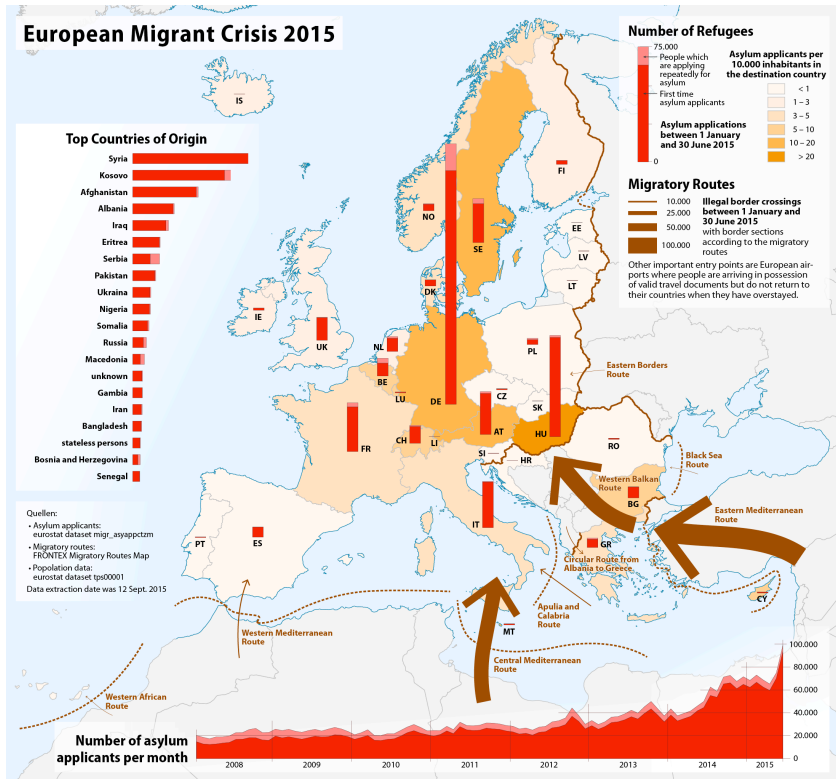 European Migrant Crisis 2015
Number of Refugees
75.000
People which
are applying
repeatedly for
asylum
First time
asylum applicants
Asylum applications
between 1 January
and 30 June 2015
0
Asylum applicants per
10.000 inhabitants in
the destination country
< 1
1 – 3
3 – 5
5 – 10
10 – 20
> 20
Migratory Routes
10.000
25.000
50.000
100.000
Illegal border crossings
between 1 January and
30 June 2015
with border sections
according to the migratory
routes
Other important entry points are European air-
ports where people are arriving in possession
of valid travel documents but do not return to
their countries when they have overstayed.
Top Countries of Origin
Syria
Kosovo
Afghanistan
Albania
Iraq
Eritrea
Serbia
Pakistan
Ukraina
Nigeria
Somalia
Russia
Macedonia
unknown
Gambia
Iran
Bangladesh
stateless persons
Bosnia and Herzegovina
Senegal
Quellen:
• Asylum applicants:
eurostat dataset migr_asyappctzm
• Migratory routes:
FRONTEX Migratory Routes Map
• Population data:
eurostat dataset tps00001
Data extraction date was 12 Sept. 2015
IS
FI
NO
SE
EE
LV
LT
DK
IE
UK
NL
BE
LU
DE
PL
CZ
SK
AT
HU
CH
LI
FR
SI
HR
RO
BG
IT
GR
PT
ES
MT
CY
Eastern Borders
Route
Black Sea
Route
Western Balkan
Route
Eastern Mediterranean
Route
Circular Route from
Albania to Greece
Apulia and
Calabria
Route
Central Mediterranean
Route
Western Mediterranean
Route
Western African
Route
Number of asylum
applicants per month
100.000
80.000
60.000
40.000
20.000
0
2008
2009
2010
2011
2012
2013
2014
2015